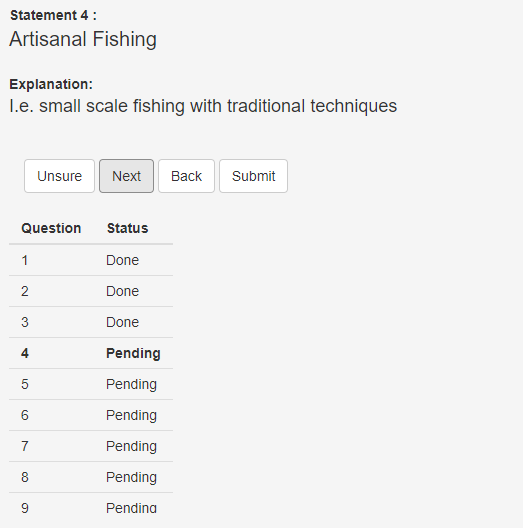 Statement 4 :
Artisanal Fishing
Explanation:
I.e. small scale fishing with traditional techniques
Unsure Next Back Submit
Question Status
1 Done
2 Done
3 Done
4 Pending
5 Pending
6 Pending
7 Pending
8 Pending
9 Pending